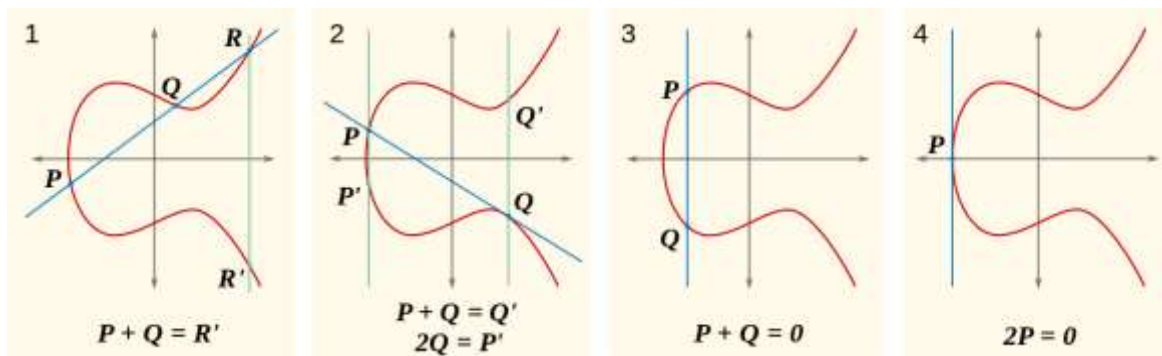 1
R
Q
P
R'
P + Q = R'
2
P
Q'
P'
Q
P + Q = Q'
2Q = P'
3
P
Q
P + Q = 0
4
P
2P = 0